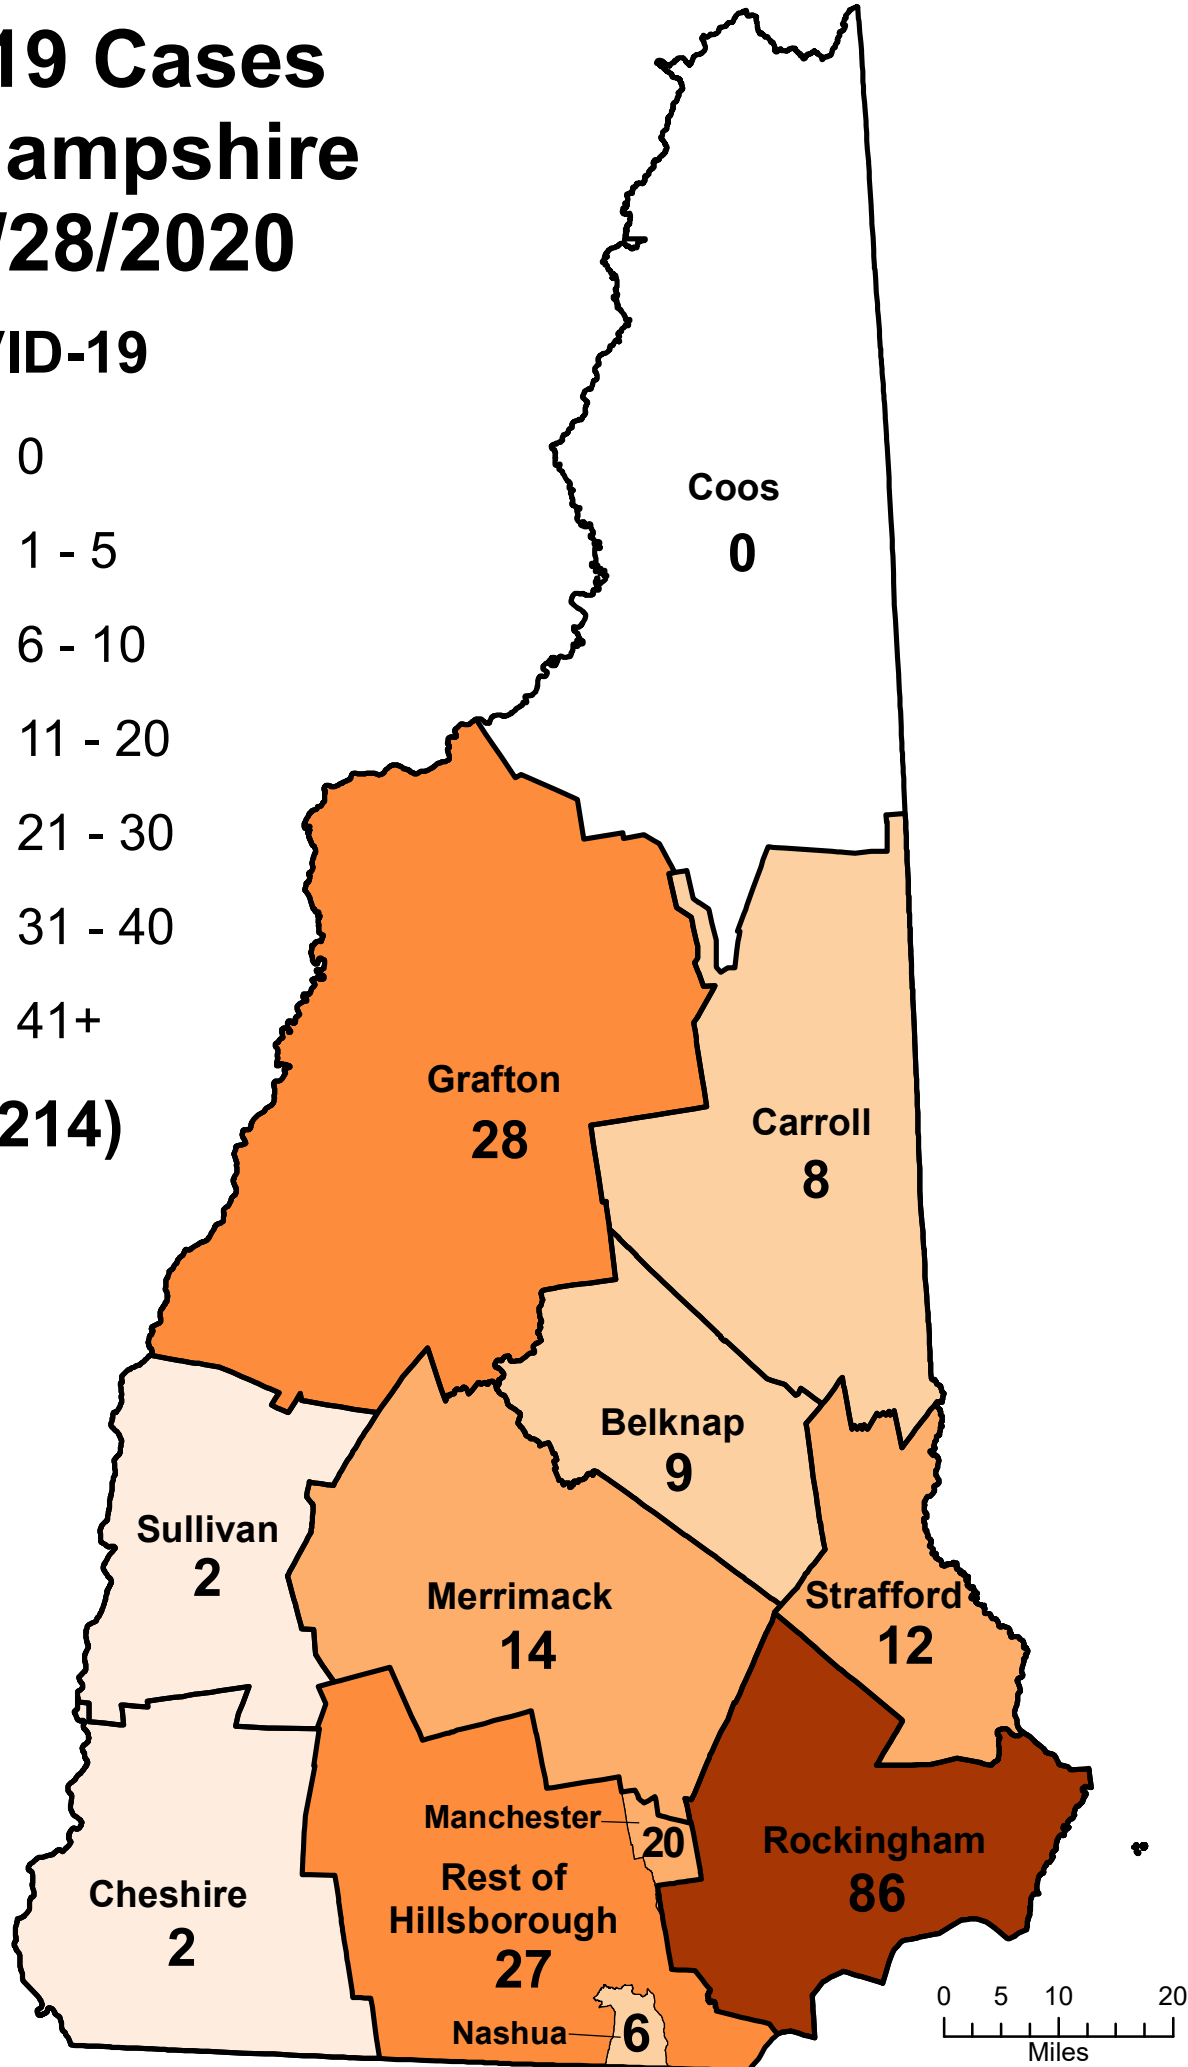 19 Cases
ampshire
/28/2020
VID-19
0
1 - 5
6 - 10
11 - 20
21 - 30
31 - 40
41+
214)
Coos
0
Grafton
28
Carroll
8
Belknap
9
Sullivan
2
Merrimack
14
Strafford
12
Manchester
20
Rockingham
86
Cheshire
2
Rest of
Hillsborough
27
Nashua
6
0 5 10 20
Miles